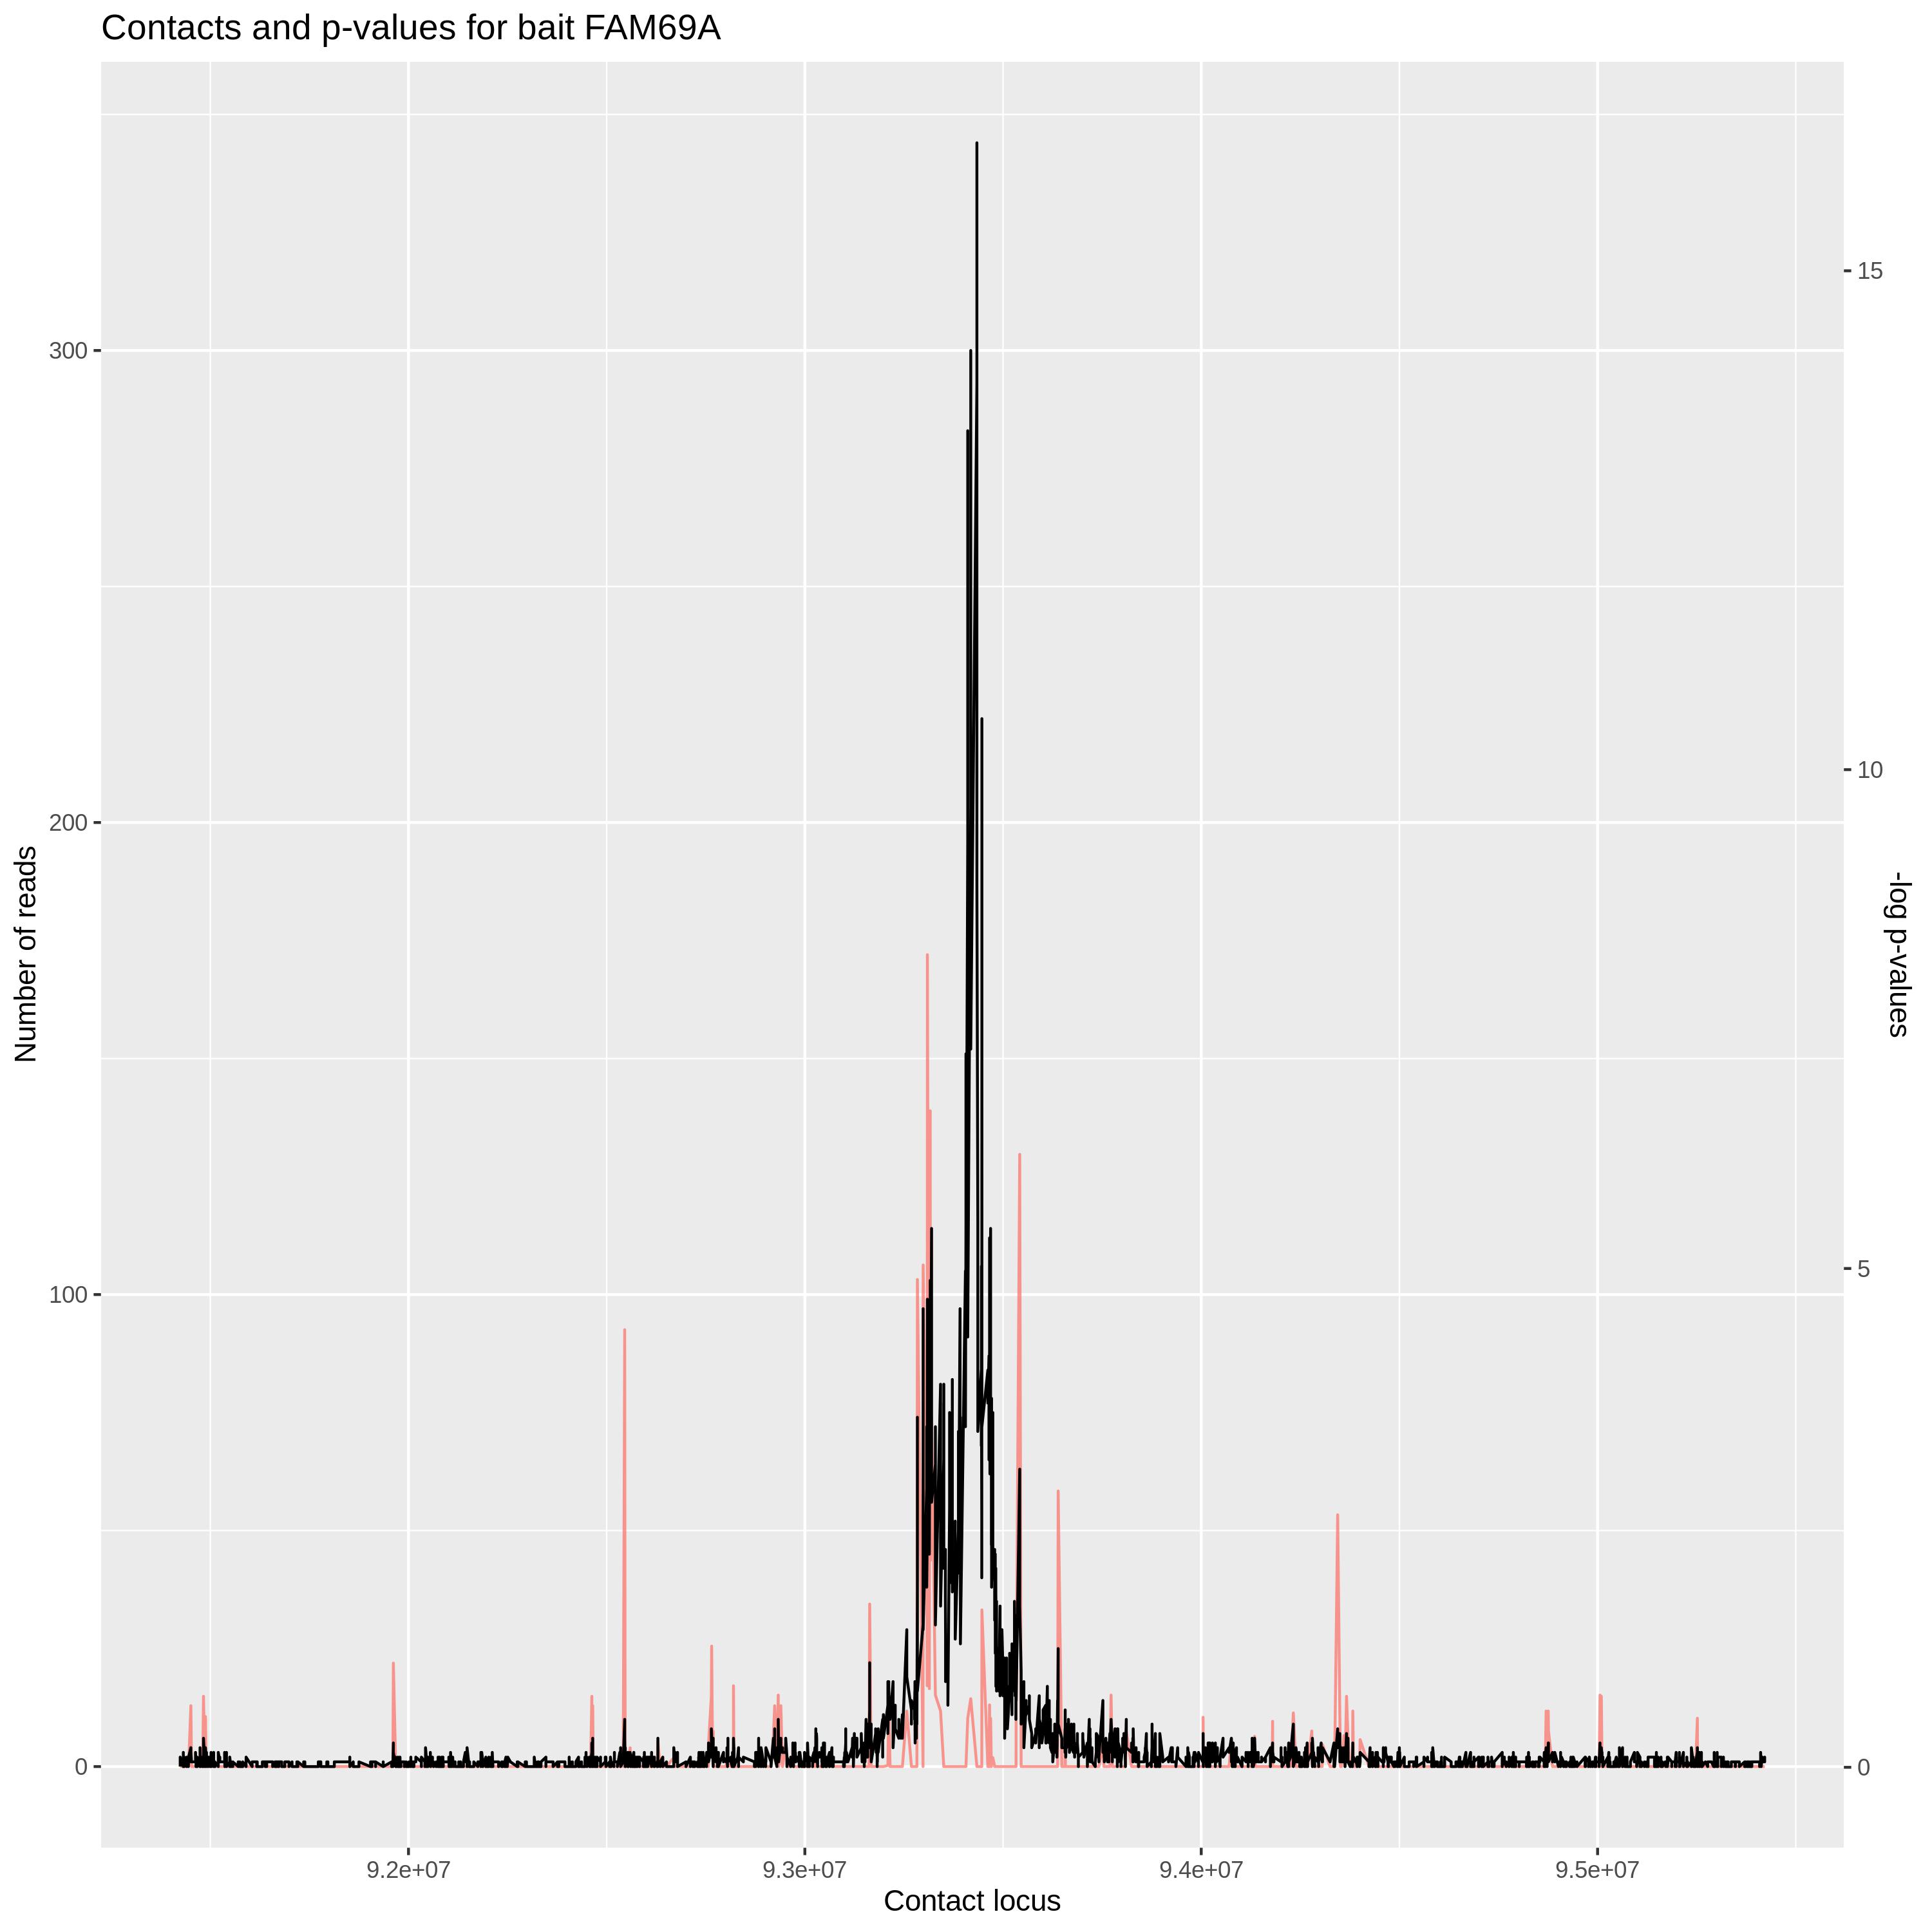 Contacts and p-values for bait FAM69A
Number of reads
300
200
100
0
15
10
5
0
-log p-values
9.2e+07
9.3e+07
9.4e+07
9.5e+07
Contact locus